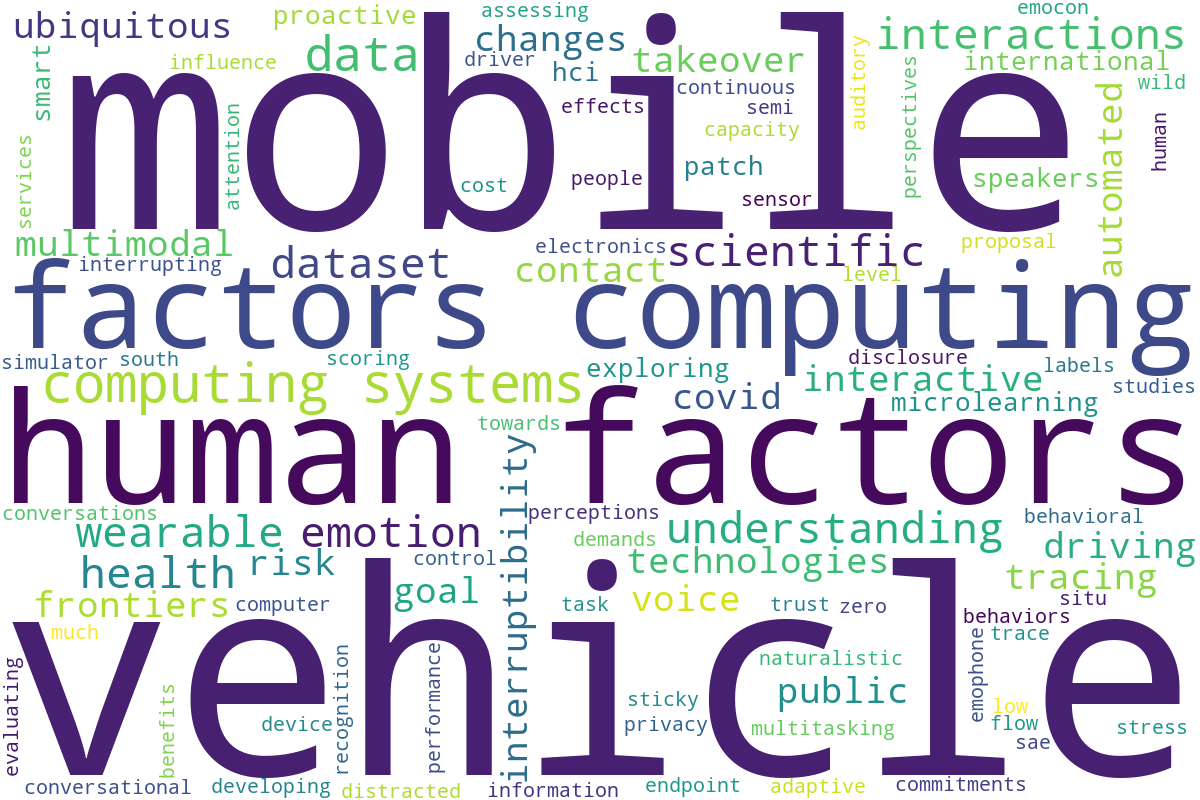 ubiquitous
proactive
assessing
emocon
smart
influence
data
driver
changes
hci
takeover
auditory
interactions
international
wild
mobile
services
attention
effects
continuous
semi
capacity
perspectives
automated
human
cost
people
patch
sensor
speakers
multimodal
interrupting
dataset
electronics
scientific
contact
level
proposal
factors computing
simulator
south
scoring
exploring
disclosure
labels
studies
computing systems
covid
interactive
microlearning
towards
human factors
conversations
interruptibility
perceptions
behavioral
wearable
emotion
demands
understanding
driving
health
risk
control
technologies
tracing
frontiers
computer
goal
task
voice
trust
zero
situ
behaviors
much
trace
vehicle
evaluating
benefits
device
recognition
performance
naturalistic
sticky
public
privacy
multitasking
emophone
low
flow
sae
stress
conversational
developing
distracted
information
endpoint
adaptive
commitments